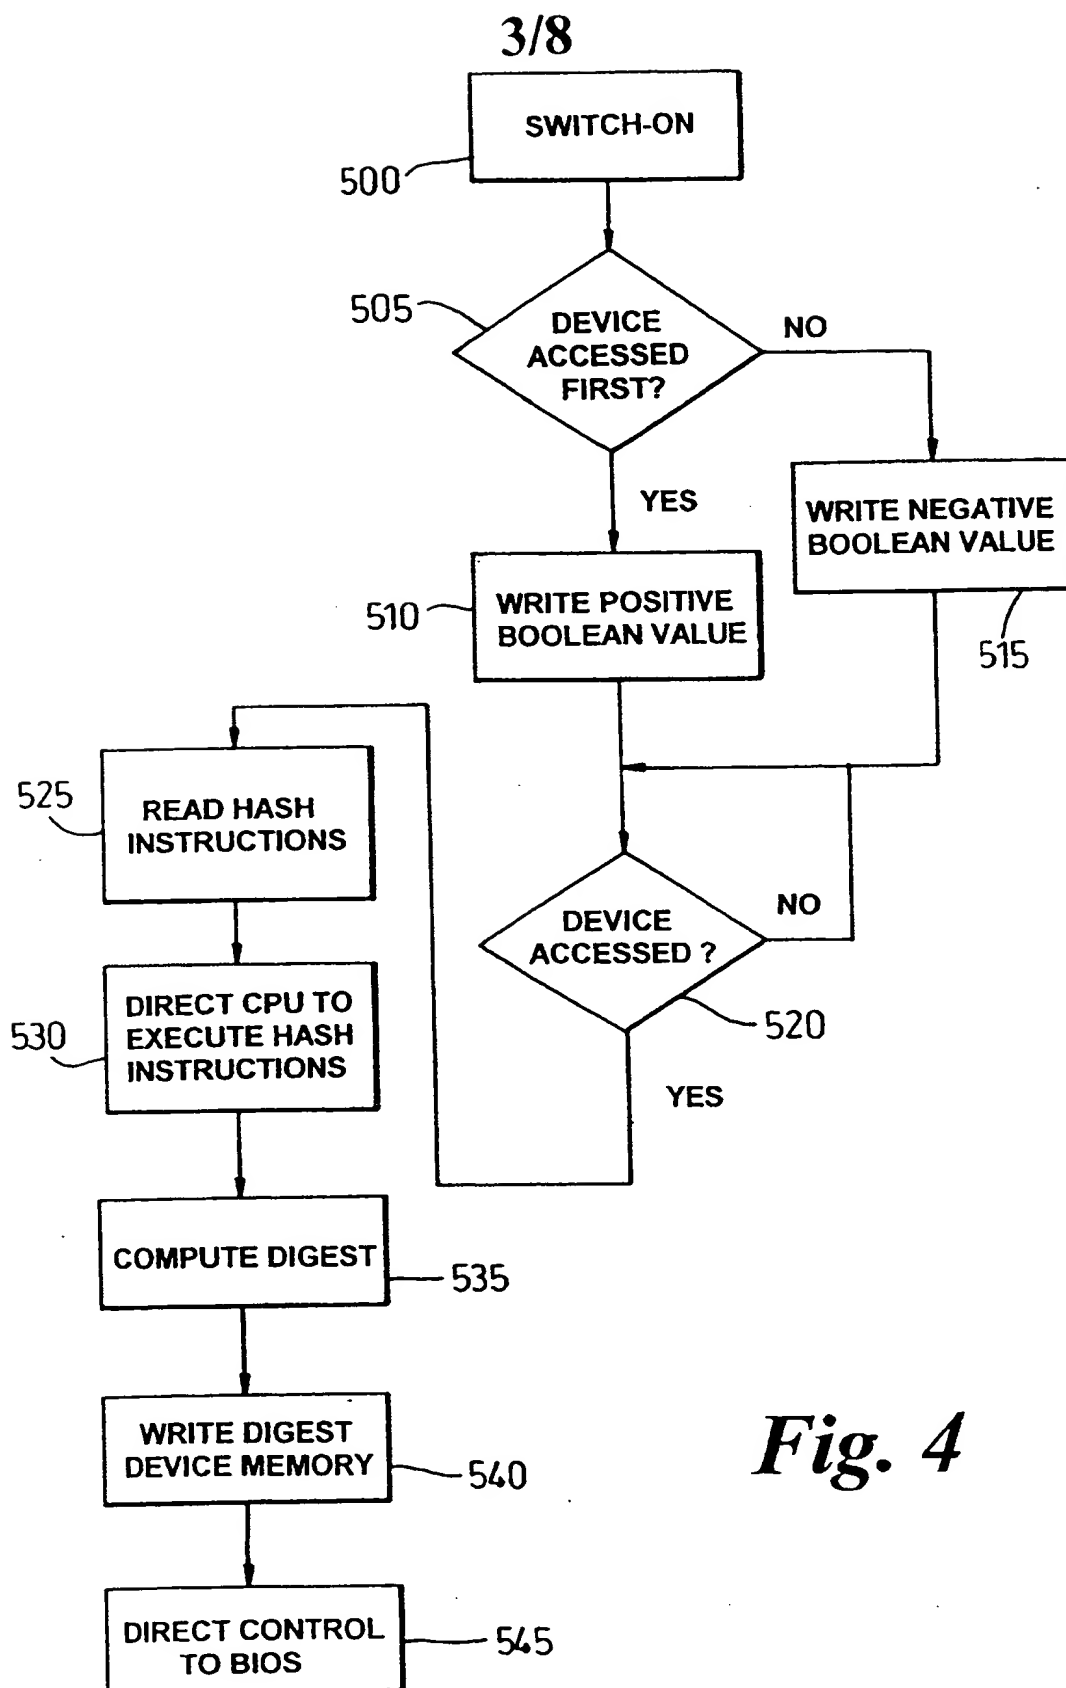 3/8
SWITCH-ON
500
505
DEVICE
ACCESSED
FIRST?
NO
YES
WRITE NEGATIVE
BOOLEAN VALUE
515
510
WRITE POSITIVE
BOOLEAN VALUE
DEVICE
ACCESSED ?
NO
520
YES
525
READ HASH
INSTRUCTIONS
530
DIRECT CPU TO
EXECUTE HASH
INSTRUCTIONS
COMPUTE DIGEST
535
WRITE DIGEST
DEVICE MEMORY
540
DIRECT CONTROL
TO BIOS
545
Fig. 4